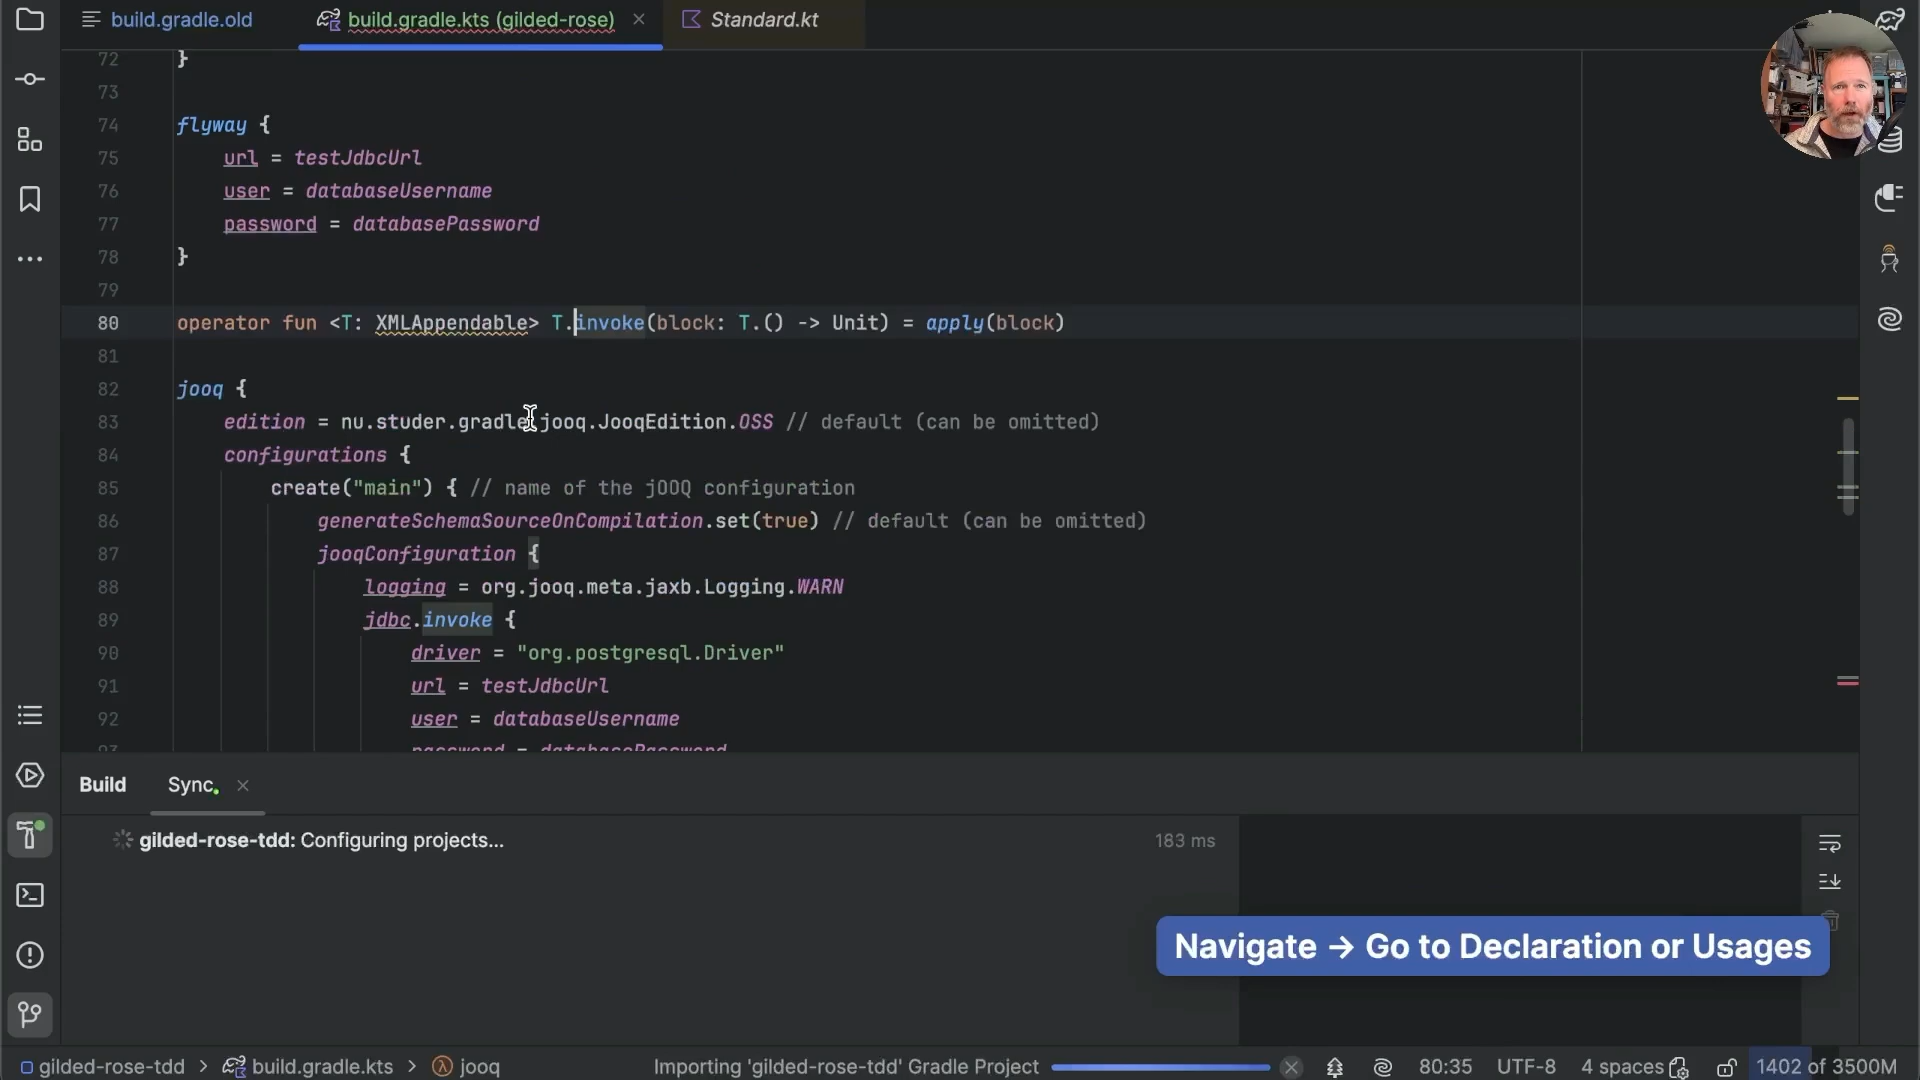 build.gradle.old
build.gradle.kts (gilded-rose)
Standard.kt
72 }
73
74 flyway {
75 url = testJdbcUrl
76 user = databaseUsername
77 password = databasePassword
78 }
79
80 operator fun <T: XMLAppendable> T.invoke(block: T.() -> Unit) = apply(block)
81
82 jooq {
83 edition = nu.studer.gradle.jooq.JooqEdition.OSS // default (can be omitted)
84 configurations {
85 create("main") { // name of the jOOQ configuration
86 generateSchemaSourceOnCompilation.set(true) // default (can be omitted)
87 jooqConfiguration {
88 logging = org.jooq.meta.jaxb.Logging.WARN
89 jdbc.invoke {
90 driver = "org.postgresql.Driver"
91 url = testJdbcUrl
92 user = databaseUsername
93 password = databasePassword
Build Sync
gilded-rose-tdd: Configuring projects... 183 ms
Navigate → Go to Declaration or Usages
gilded-rose-tdd > build.gradle.kts > jooq Importing 'gilded-rose-tdd' Gradle Project 80:35 UTF-8 4 spaces 1402 of 3500M